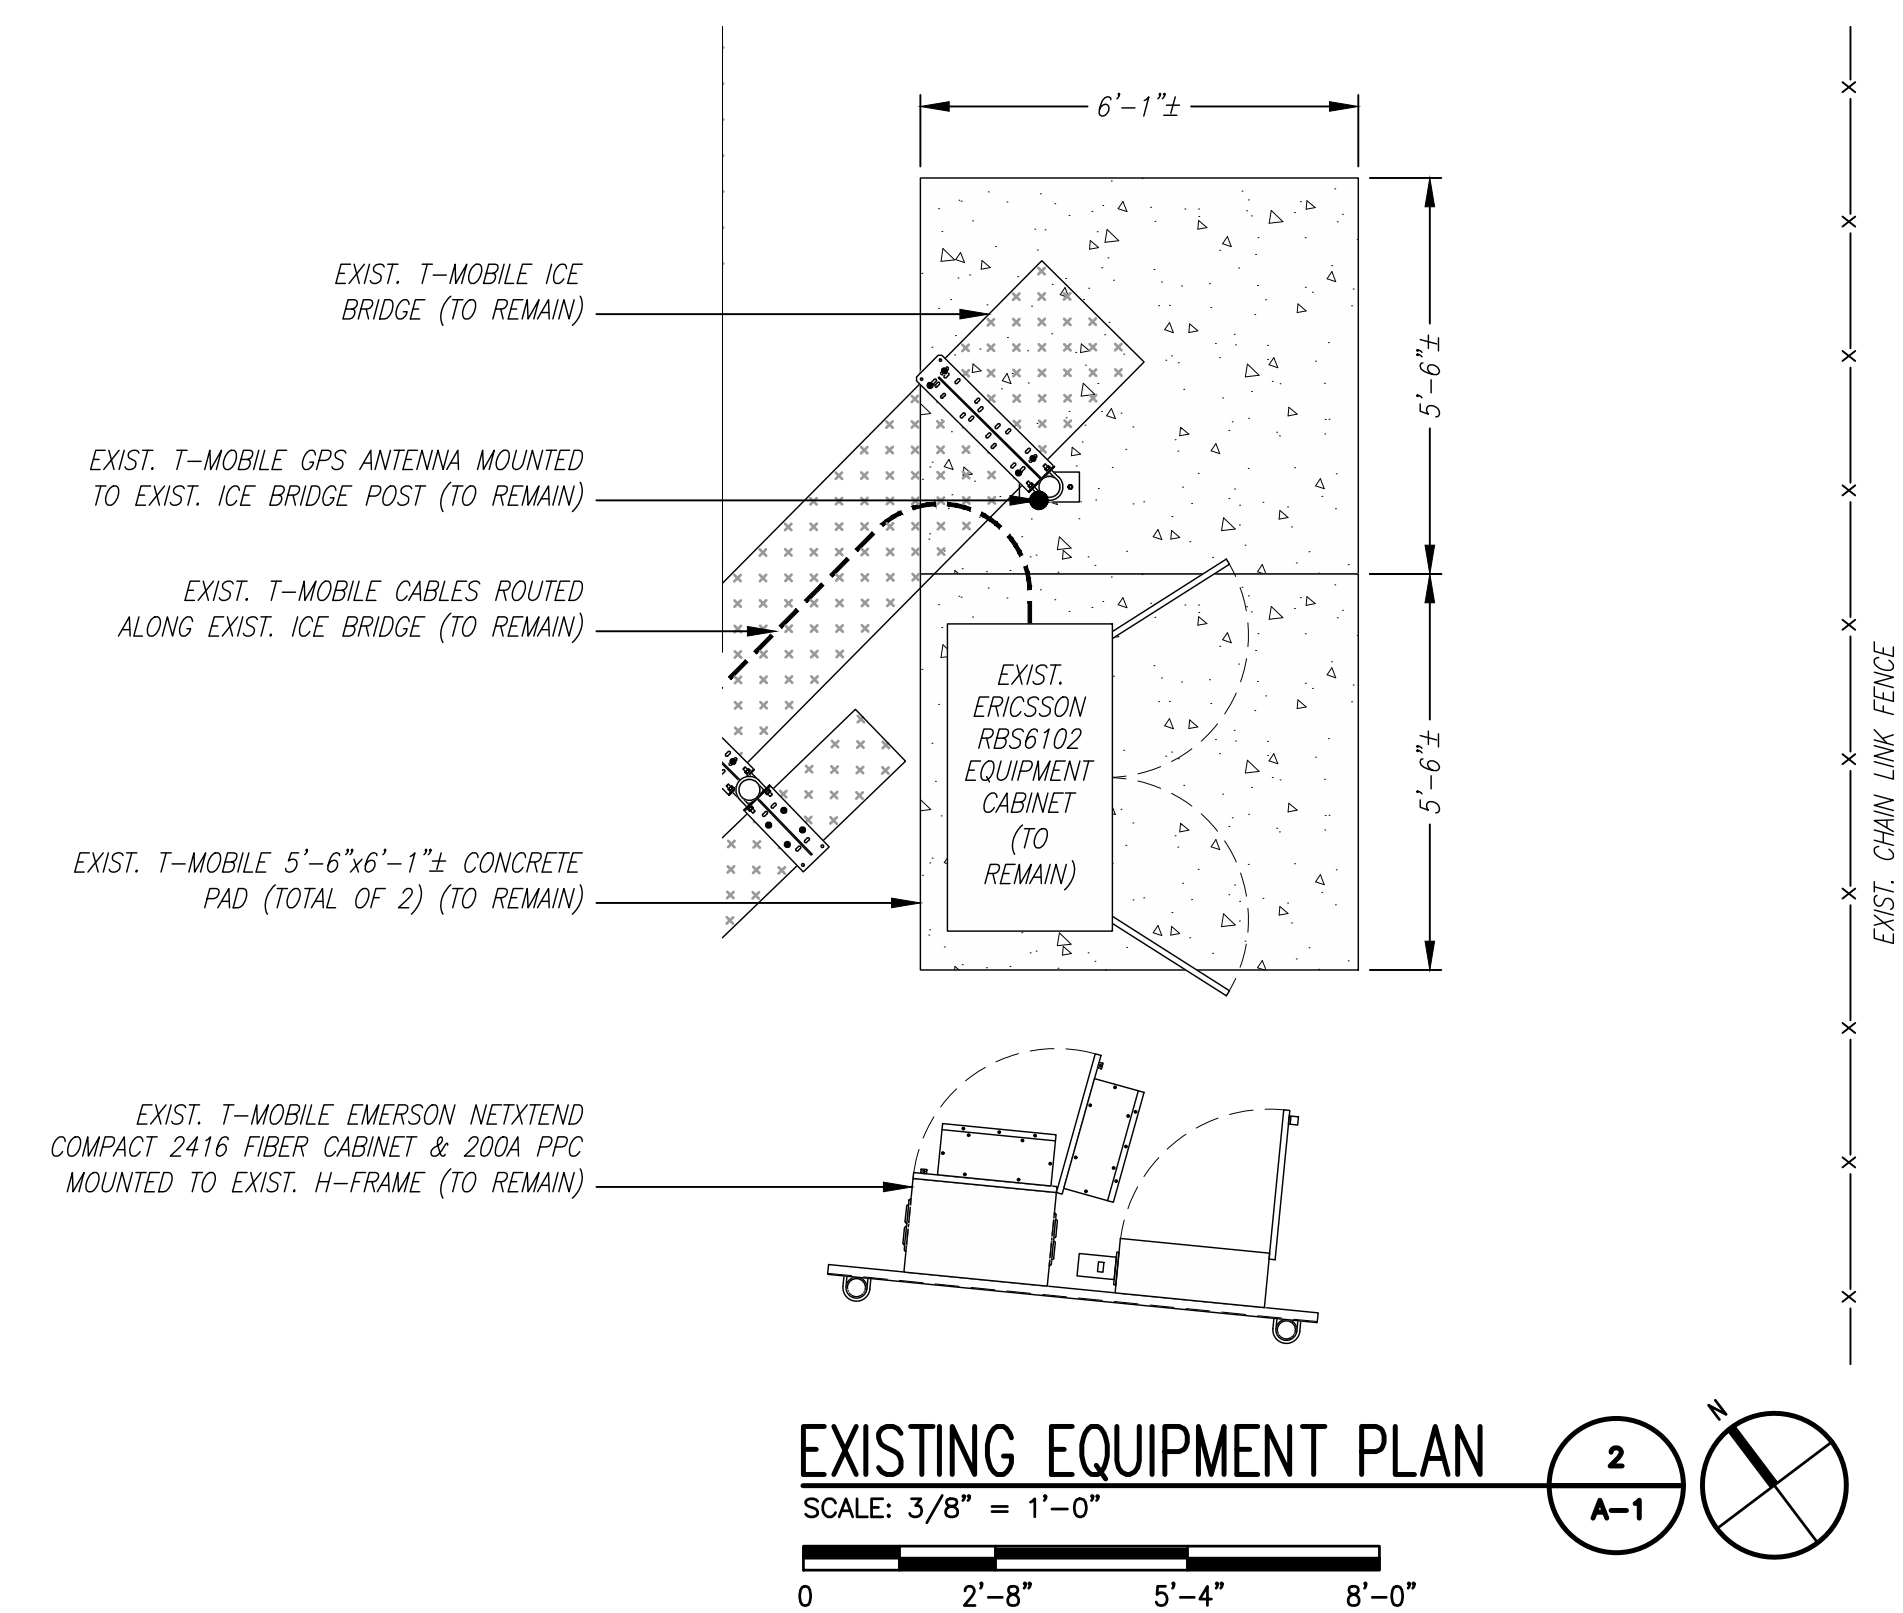 6'-1"±
EXIST. T-MOBILE ICE
BRIDGE (TO REMAIN)
5'-6"±
EXIST. T-MOBILE GPS ANTENNA MOUNTED
TO EXIST. ICE BRIDGE POST (TO REMAIN)
EXIST. T-MOBILE CABLES ROUTED
ALONG EXIST. ICE BRIDGE (TO REMAIN)
EXIST.
ERICSSON
RBS6102
EQUIPMENT
CABINET
(TO
REMAIN)
5'-6"±
EXIST. CHAIN LINK FENCE
EXIST. T-MOBILE 5'-6"x6'-1"± CONCRETE
PAD (TOTAL OF 2) (TO REMAIN)
EXIST. T-MOBILE EMERSON NETXTEND
COMPACT 2416 FIBER CABINET & 200A PPC
MOUNTED TO EXIST. H-FRAME (TO REMAIN)
EXISTING EQUIPMENT PLAN
SCALE: 3/8" = 1'-0"
2
A-1
N
0 2'-8" 5'-4" 8'-0"